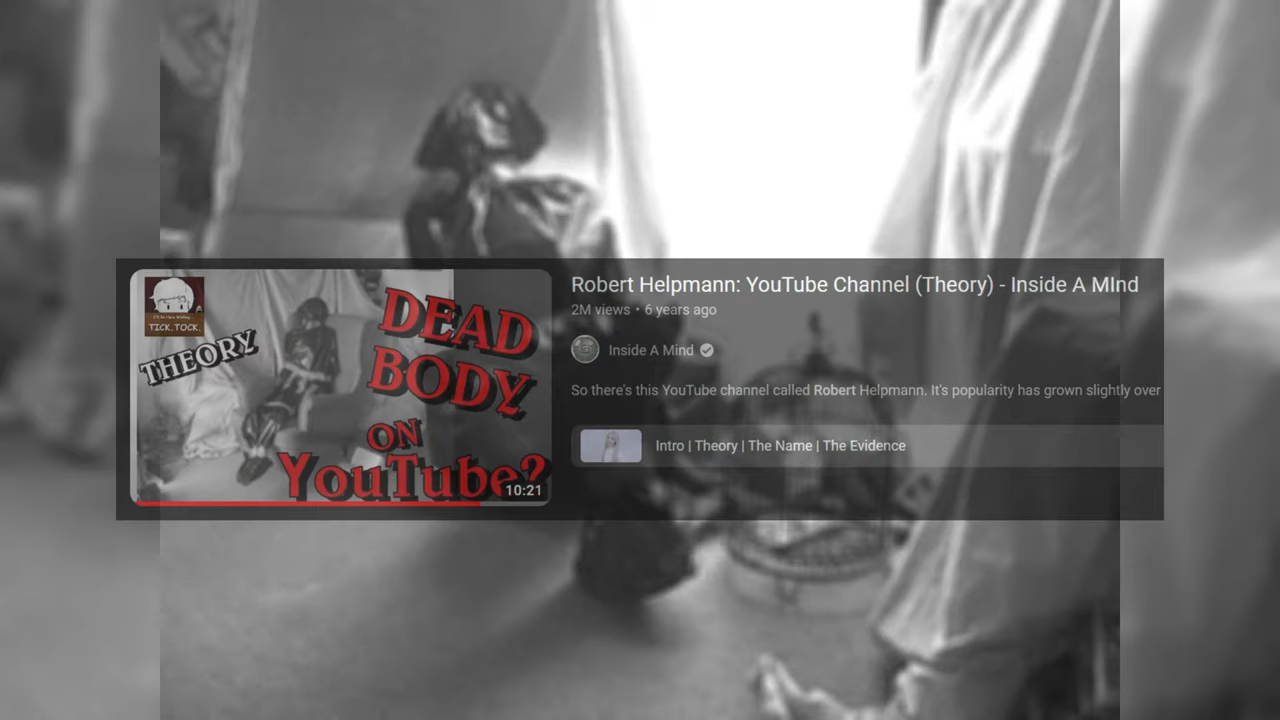 THEORY
TICK, TOCK.
DEAD
BODY
ON
YouTube?
10:21
Robert Helpmann: YouTube Channel (Theory) - Inside A MInd
2M views • 6 years ago
Inside A Mind
So there's this YouTube channel called Robert Helpmann. It's popularity has grown slightly over
Intro | Theory | The Name | The Evidence